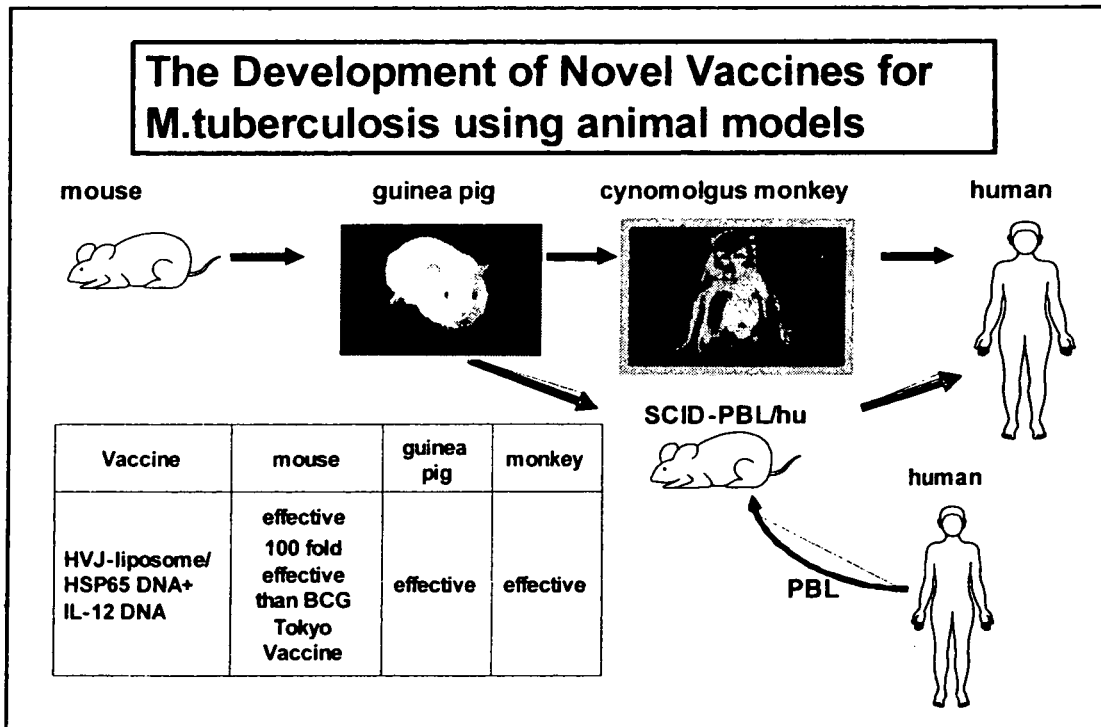 The Development of Novel Vaccines for
M.tuberculosis using animal models
mouse
guinea pig
cynomolgus monkey
human
SCID-PBL/hu
human
PBL
Vaccine
mouse
guinea
pig
monkey
HVJ-liposome/
HSP65 DNA+
IL-12 DNA
effective
100 fold
effective
than BCG
Tokyo
Vaccine
effective
effective